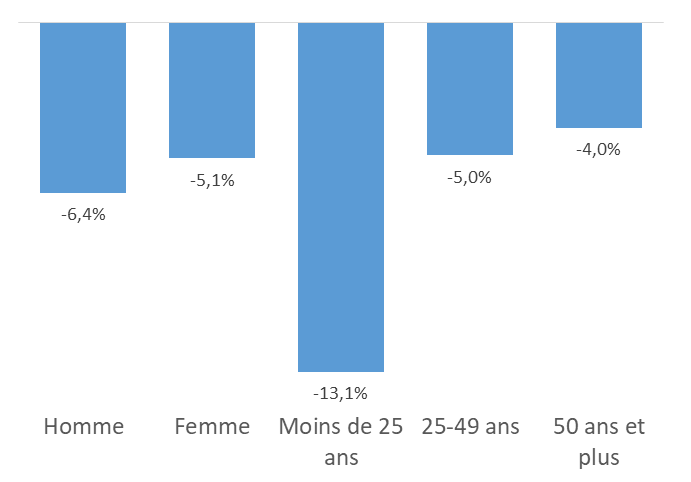 -4,0%
-5,1%
-5,0%
-6,4%
-13,1%
Homme
Femme
Moins de 25
ans
25-49 ans
50 ans et
plus